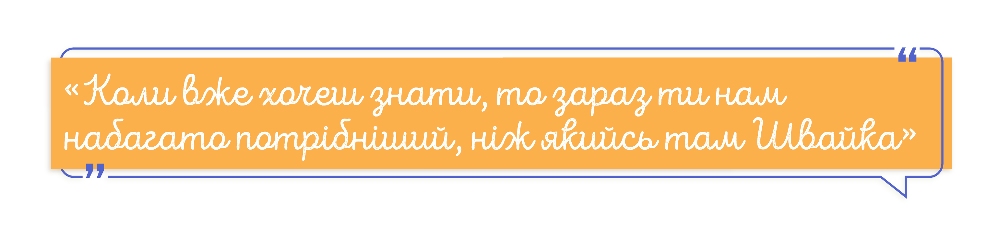 «Коли вже хочеш знати, то зараз ти нам
набагато потрібніший, ніж якийсь там Швайка»